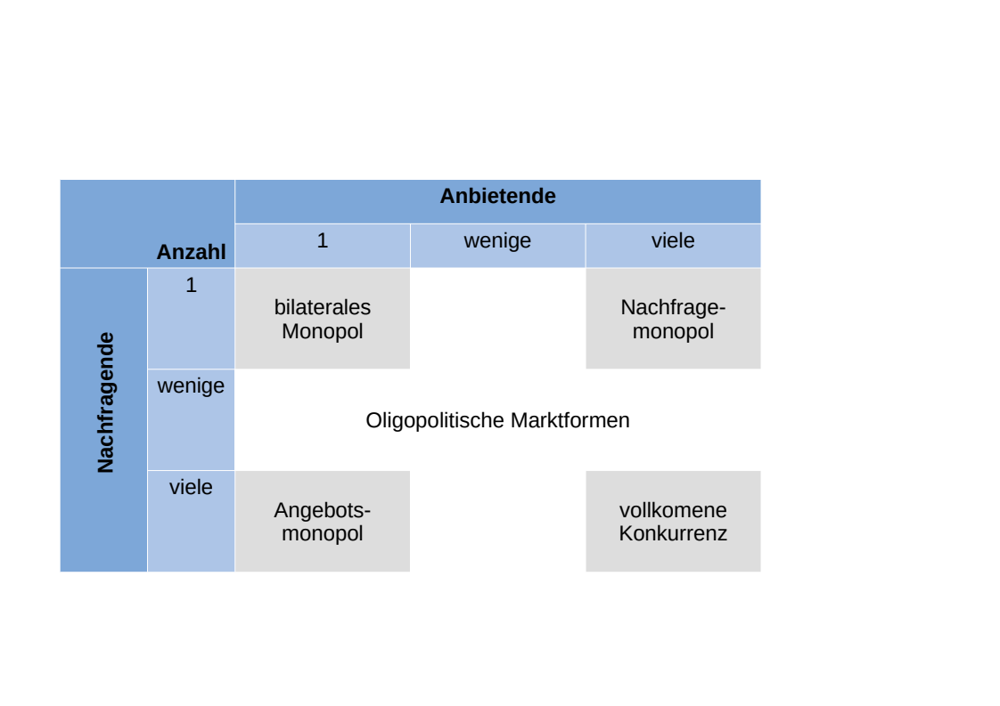 Anbietende
Anzahl
1
wenige
viele
Nachfragende
1
bilaterales
Monopol
Nachfrage-
monopol
wenige
Oligopolitische Marktformen
viele
Angebots-
monopol
vollkomene
Konkurrenz